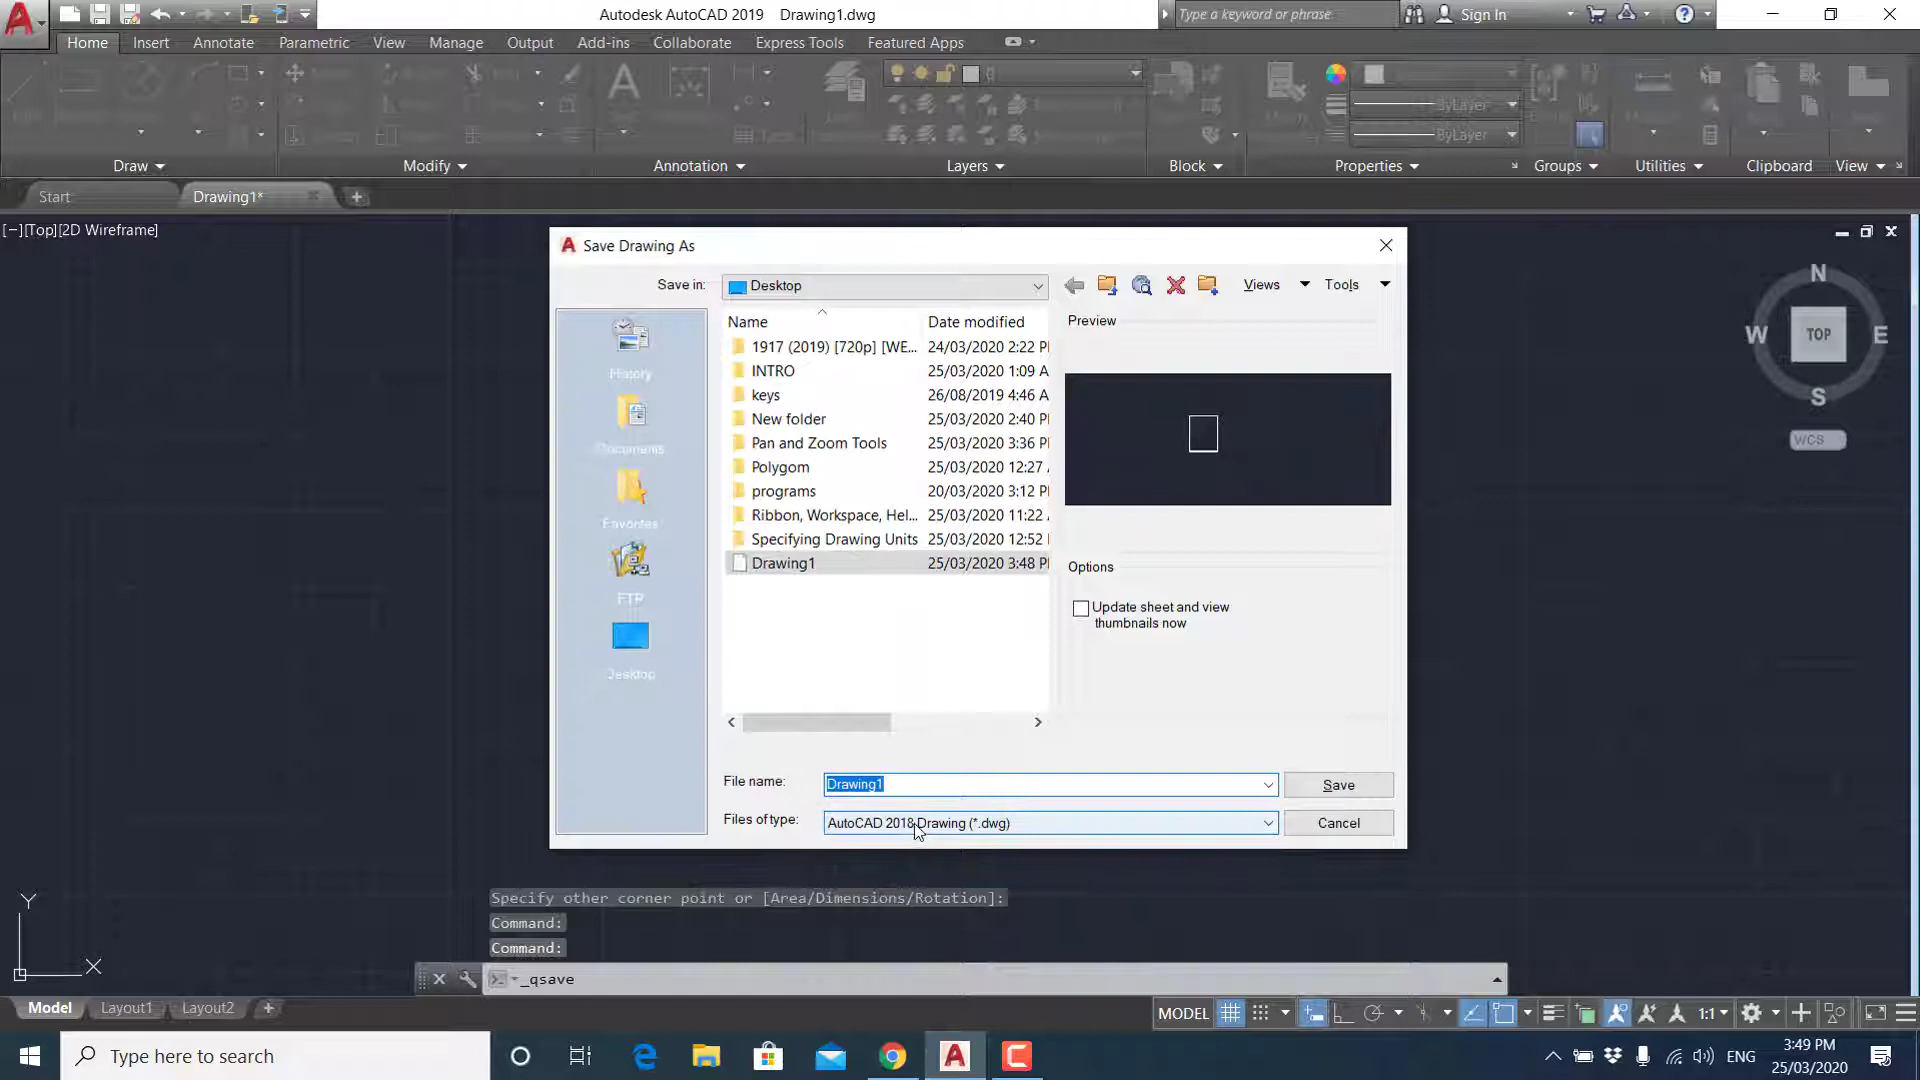 Autodesk AutoCAD 2019 Drawing1.dwg
Type a keyword or phrase
Sign In
Home Insert Annotate Parametric View Manage Output Add-ins Collaborate Express Tools Featured Apps
ByLayer
ByLayer
Draw Modify Annotation Layers Block Properties Groups Utilities Clipboard View
Start Drawing1*
[−][Top][2D Wireframe]
N
W TOP E
S
WCS
Save Drawing As
Save in: Desktop Views Tools
Name Date modified Preview
1917 (2019) [720p] [WE... 24/03/2020 2:22 P
INTRO 25/03/2020 1:09 A
keys 26/08/2019 4:46 A
New folder 25/03/2020 2:40 P
Pan and Zoom Tools 25/03/2020 3:36 P
Polygom 25/03/2020 12:27
programs 20/03/2020 3:12 P
Ribbon, Workspace, Hel... 25/03/2020 11:22
Specifying Drawing Units 25/03/2020 12:52
Drawing1 25/03/2020 3:48 P
History
Documents
Favorites
FTP
Desktop
Options
Update sheet and view
thumbnails now
File name: Drawing1 Save
Files of type: AutoCAD 2018 Drawing (*.dwg) Cancel
Specify other corner point or [Area/Dimensions/Rotation]:
Command:
Command:
_qsave
Y
X
Model Layout1 Layout2
MODEL 1:1
Type here to search
ENG
3:49 PM
25/03/2020